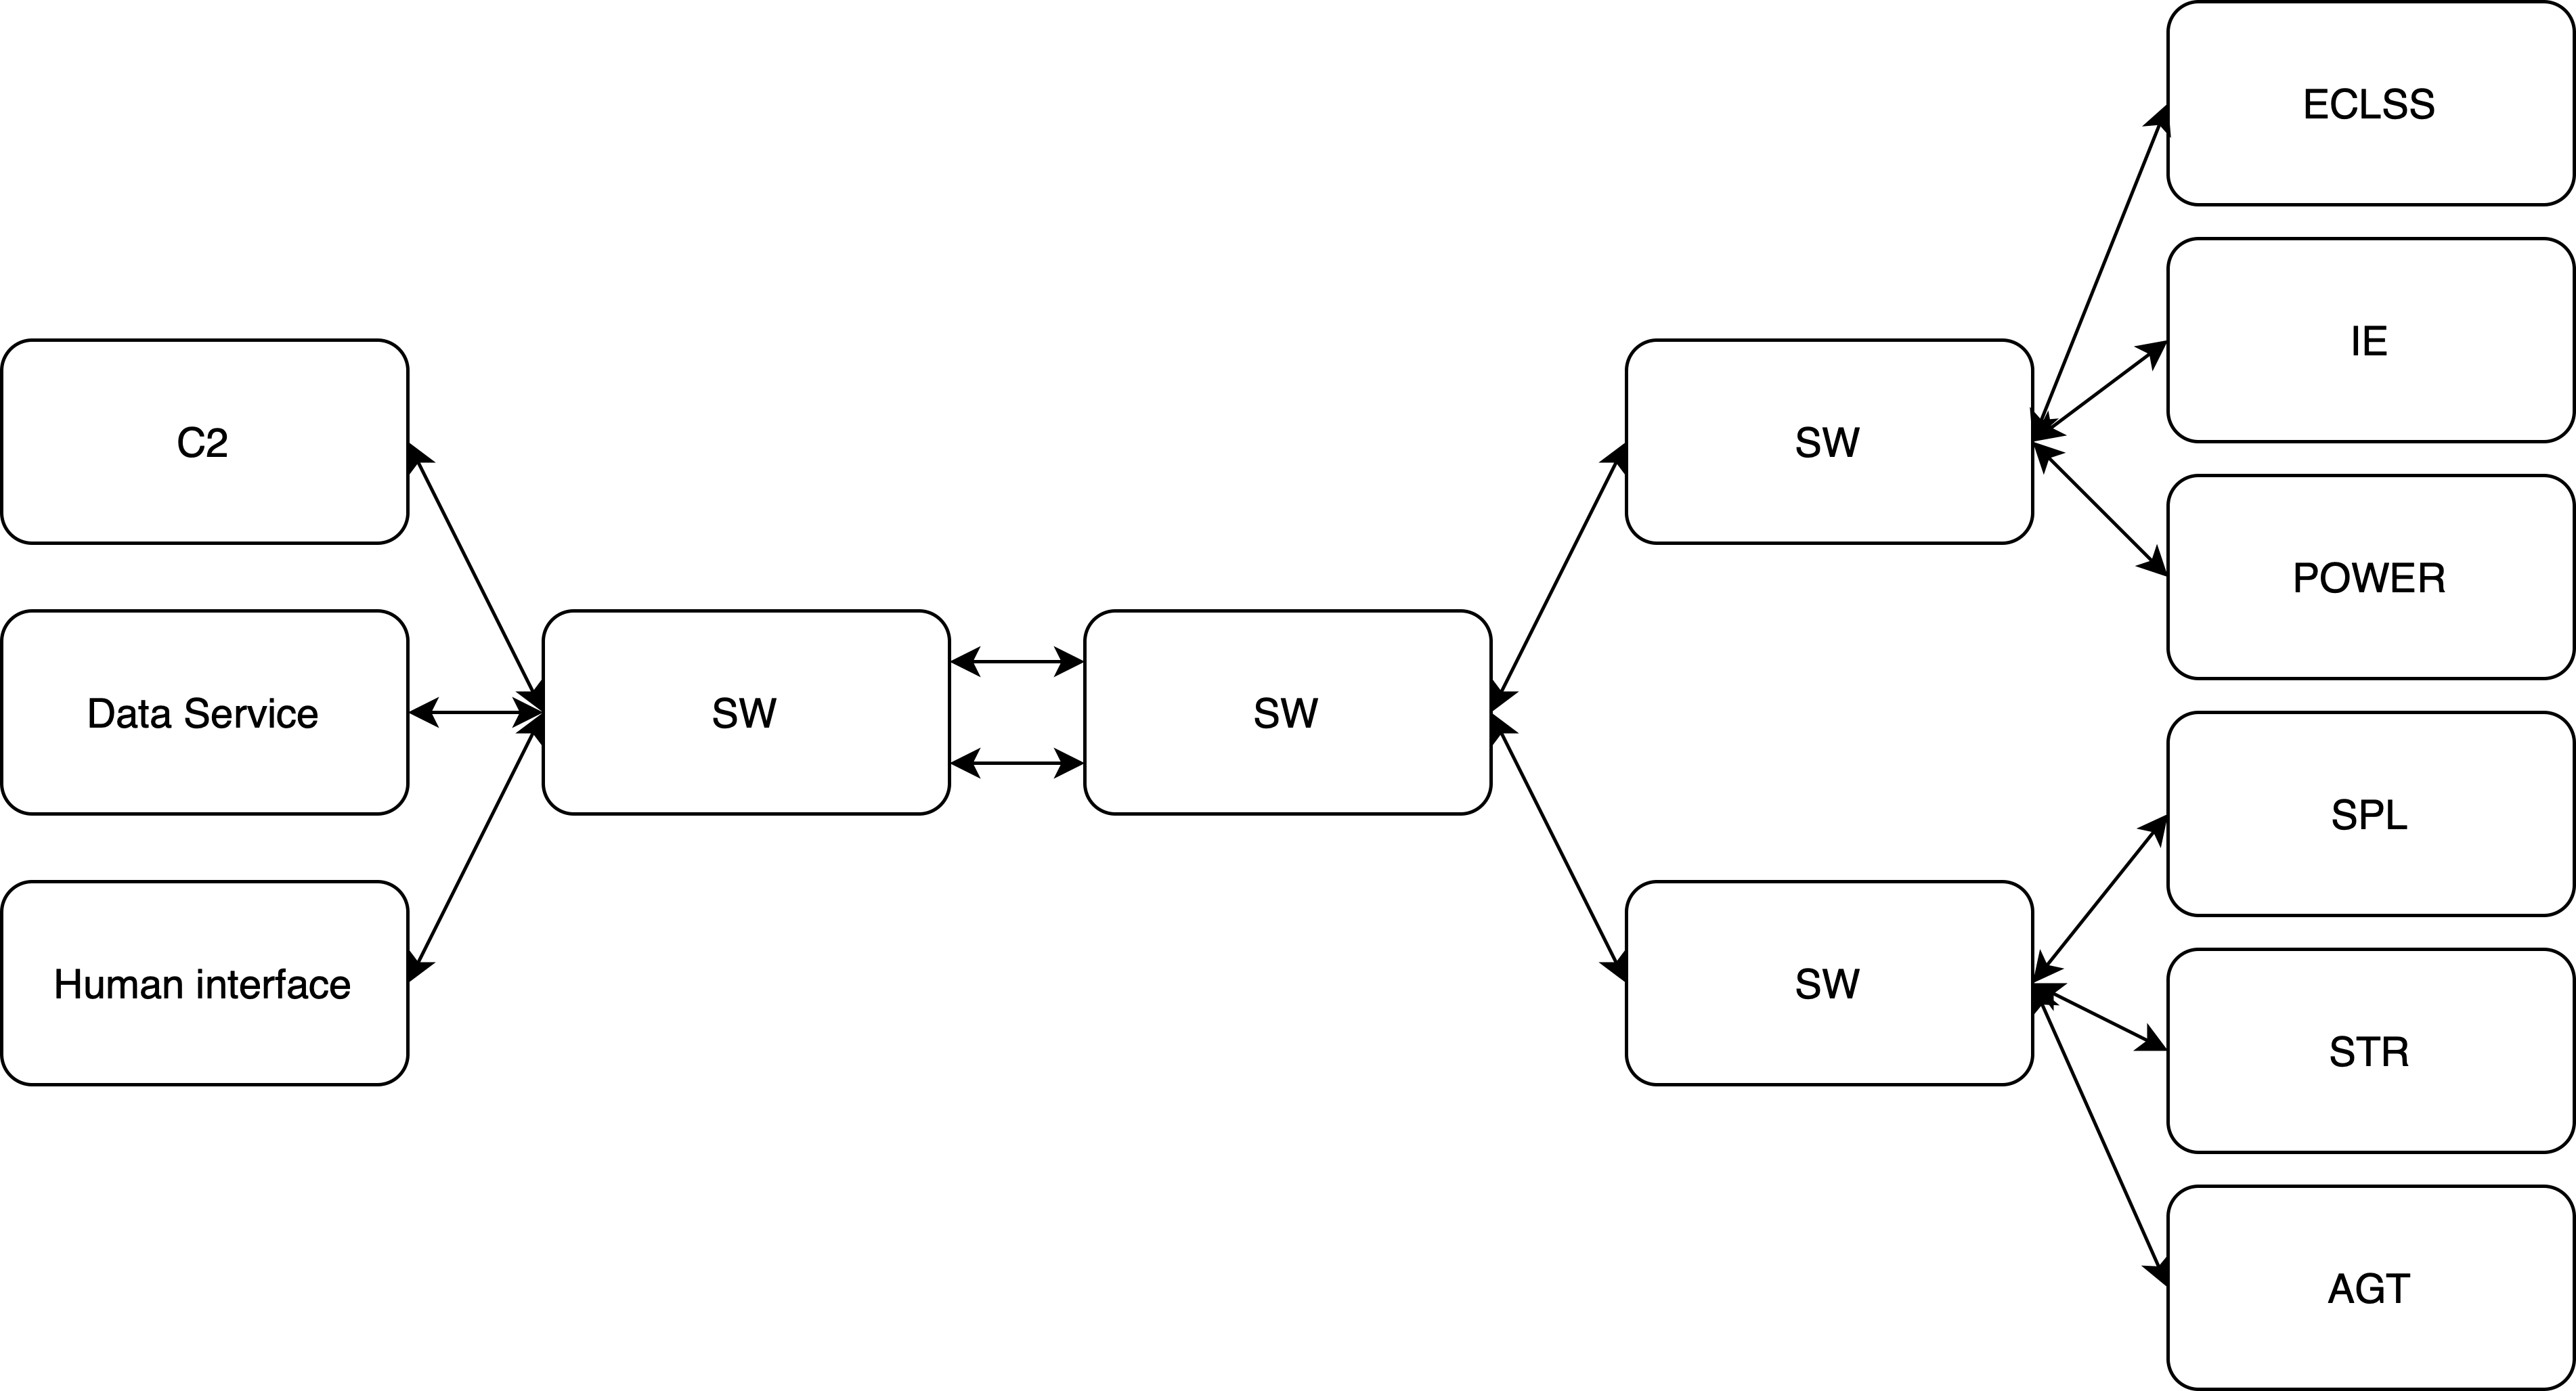 C2
Data Service
Human interface
SW
SW
SW
SW
ECLSS
IE
POWER
SPL
STR
AGT